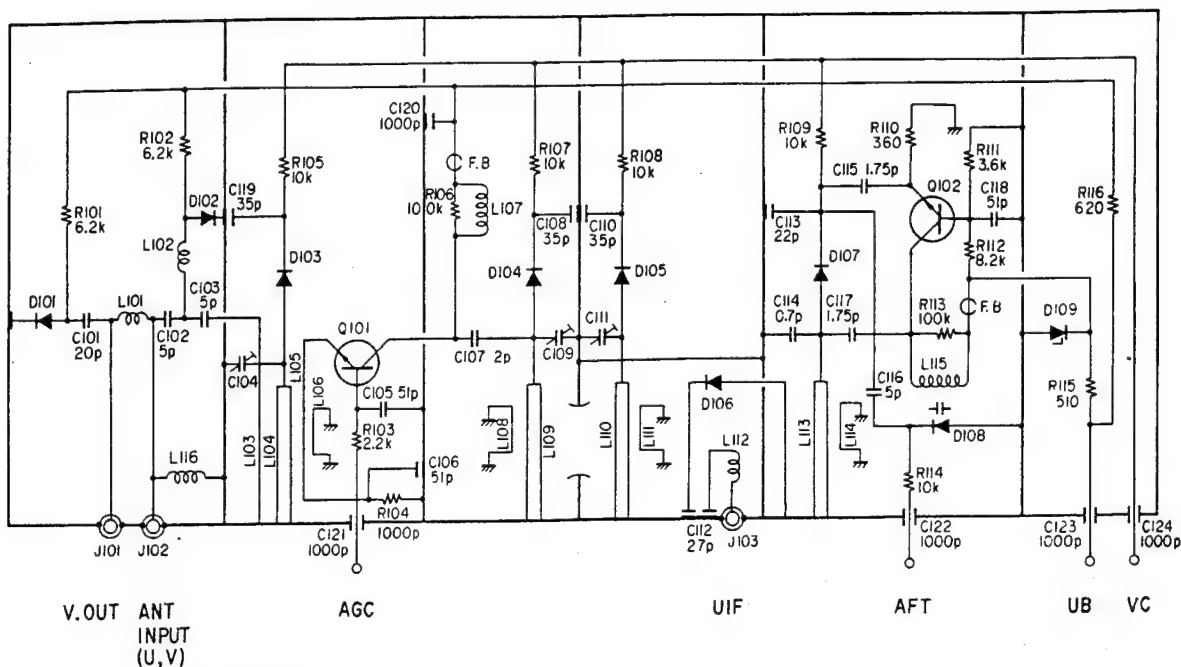 C120
1000p
R102
6.2k
R105
10k
R107
10k
R108
10k
R109
10k
R110
360
R111
3.6k
C115 1.75p
Q102
C118
51p
R116
620
F.B
R106
L107
D102
C119
35p
R101
6.2k
L102
C108
35p
C110
35p
C113
22p
R112
8.2k
D103
D104
D105
D107
D101
L101
C103
5p
C101
20p
C102
5p
Q101
C107 2p
C109
C111
C114
0.7p
C117
1.75p
R113
100k
F.B
D109
C104
L105
L106
C105 51p
R103
2.2k
L103
L104
L116
C106
51p
R104
1000p
L108
L109
L110
L111
D106
L112
L113
L114
C116
5p
L115
D108
R114
10k
R115
510
J101
J102
C121
1000p
C112
27p
J103
C122
1000p
C123
1000p
C124
1000p
V.OUT
ANT
INPUT
(U,V)
AGC
UIF
AFT
UB
VC